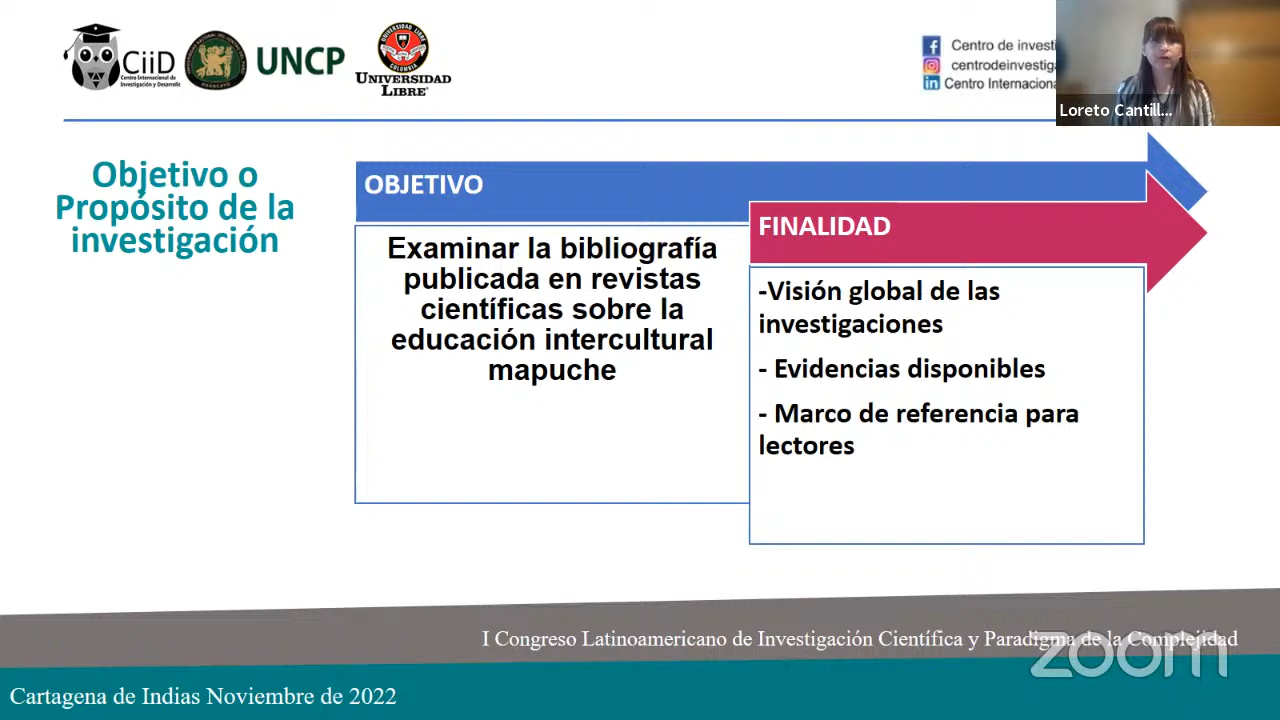 CiiD
Centro Internacional de
Investigación y Desarrollo
UNCP
UNIVERSIDAD LIBRE
COLOMBIA
UNIVERSIDAD
LIBRE
Centro de investi
centrodeinvestiga
Centro Internaciona
Loreto Cantill...
Objetivo o
Propósito de la
investigación
OBJETIVO
Examinar la bibliografía
publicada en revistas
científicas sobre la
educación intercultural
mapuche
FINALIDAD
-Visión global de las
investigaciones
- Evidencias disponibles
- Marco de referencia para
lectores
I Congreso Latinoamericano de Investigación Científica y Paradigma de la Complejidad
zoom
Cartagena de Indias Noviembre de 2022